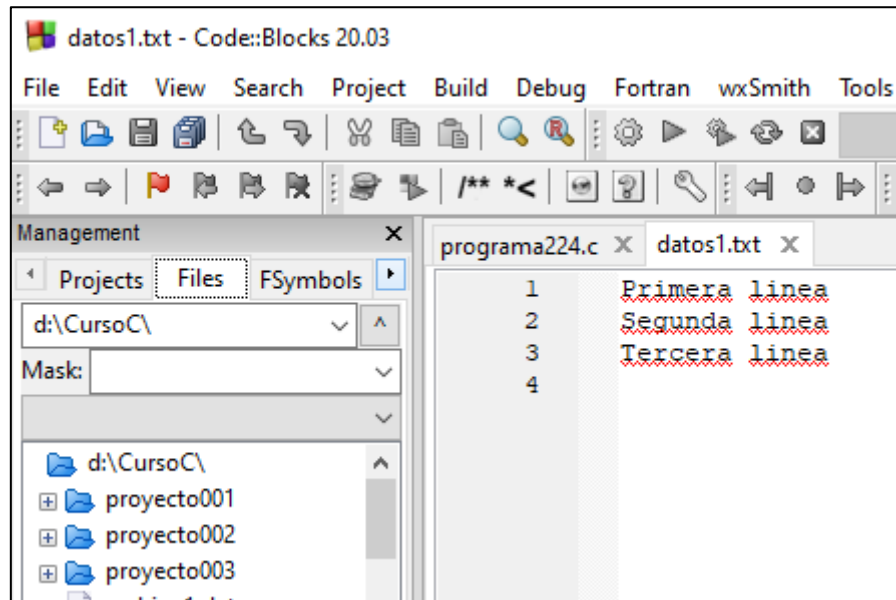 datos1.txt - Code::Blocks 20.03
File Edit View Search Project Build Debug Fortran wxSmith Tools
/** *<
Management
Projects Files FSymbols
d:\CursoC\
Mask:
d:\CursoC\
proyecto001
proyecto002
proyecto003
programa224.c datos1.txt
1 Primera linea
2 Segunda linea
3 Tercera linea
4